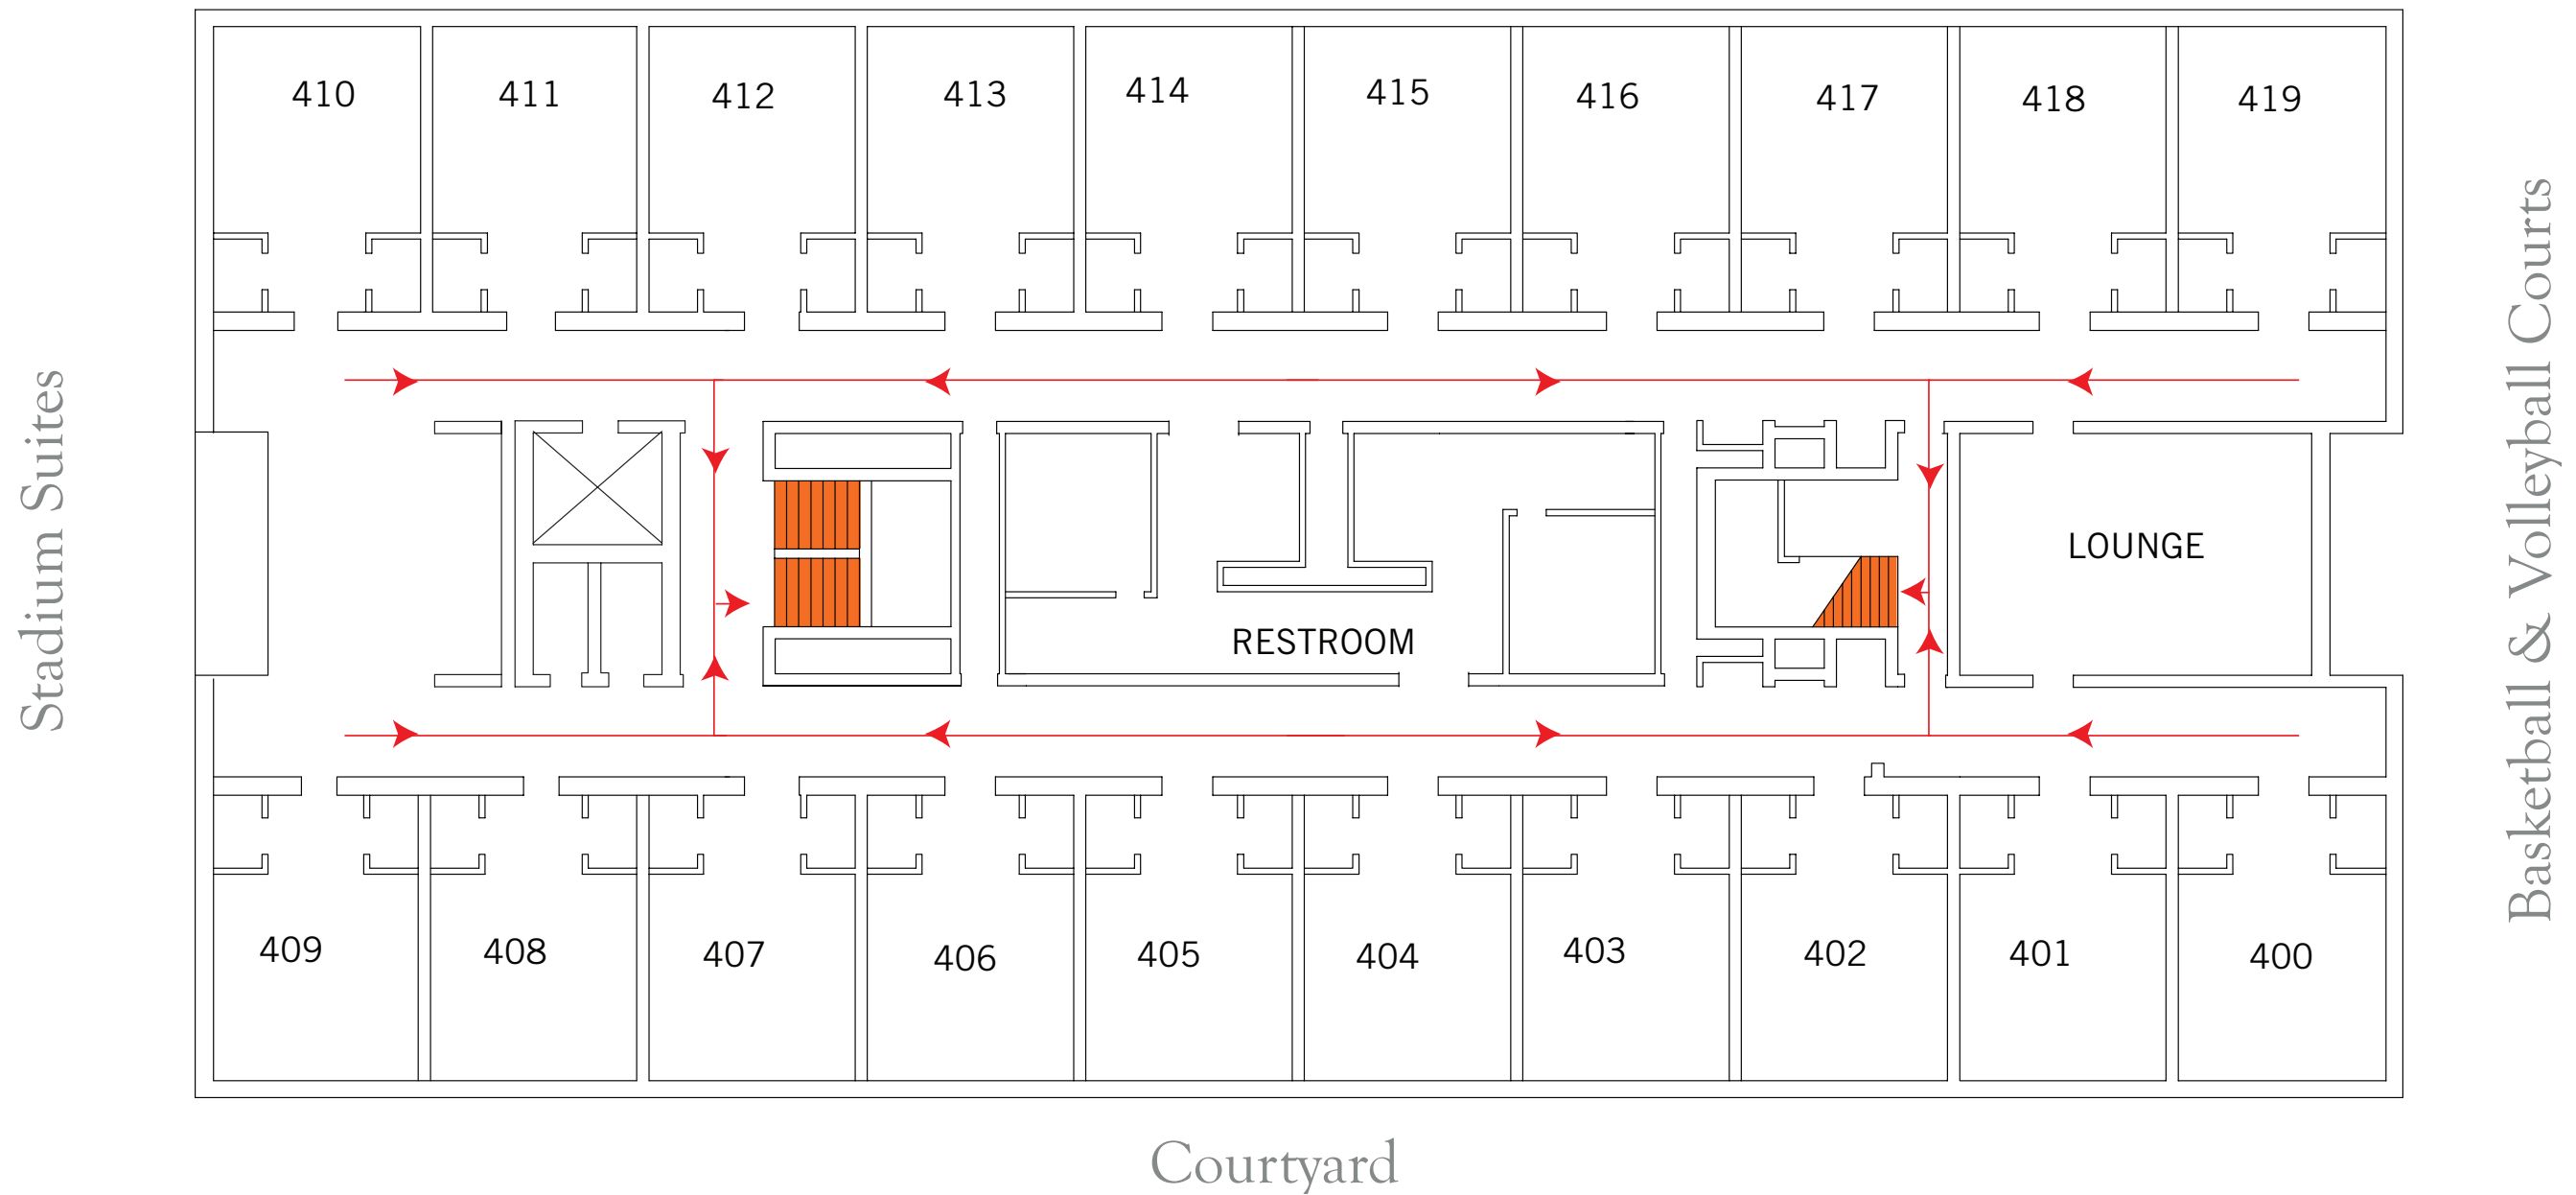 410 411 412 413 414 415 416 417 418 419
Stadium Suites
LOUNGE
RESTROOM
409 408 407 406 405 404 403 402 401 400
Basketball & Volleyball Courts
Courtyard